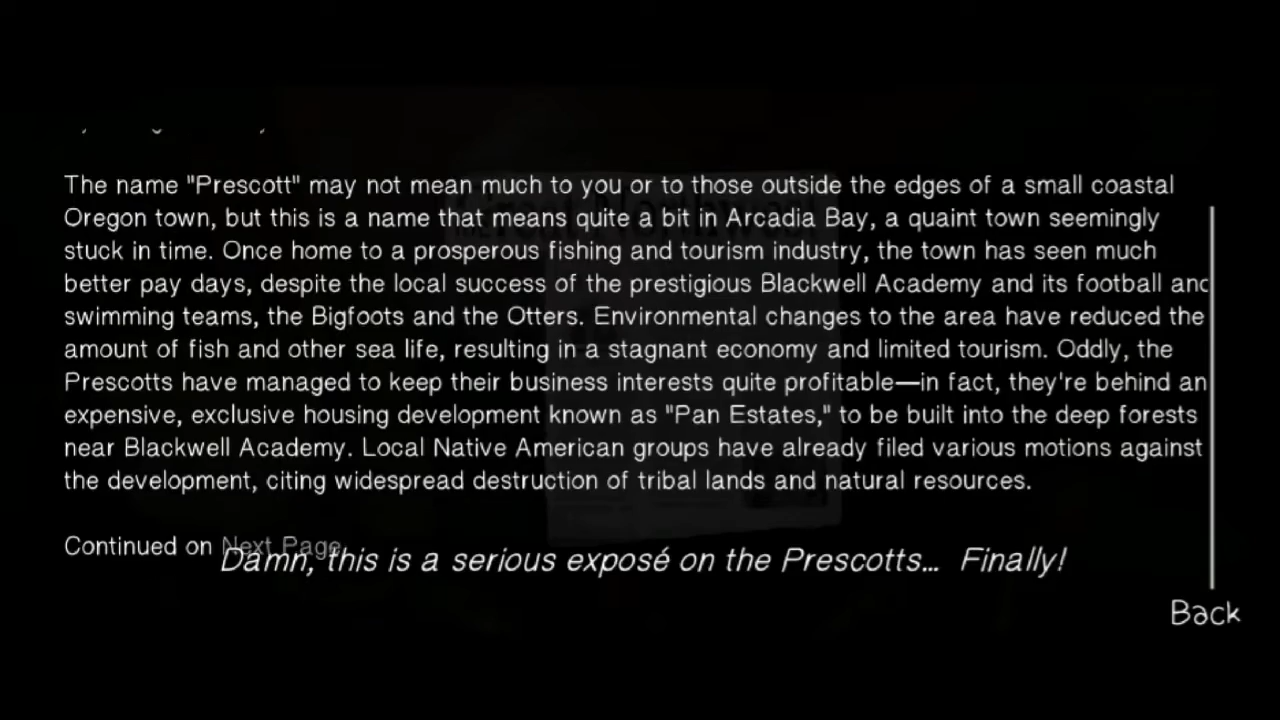 The name "Prescott" may not mean much to you or to those outside the edges of a small coastal
Oregon town, but this is a name that means quite a bit in Arcadia Bay, a quaint town seemingly
stuck in time. Once home to a prosperous fishing and tourism industry, the town has seen much
better pay days, despite the local success of the prestigious Blackwell Academy and its football and
swimming teams, the Bigfoots and the Otters. Environmental changes to the area have reduced the
amount of fish and other sea life, resulting in a stagnant economy and limited tourism. Oddly, the
Prescotts have managed to keep their business interests quite profitable—in fact, they're behind an
expensive, exclusive housing development known as "Pan Estates," to be built into the deep forests
near Blackwell Academy. Local Native American groups have already filed various motions against
the development, citing widespread destruction of tribal lands and natural resources.
Continued on Next Page
Damn, this is a serious exposé on the Prescotts... Finally!
Back